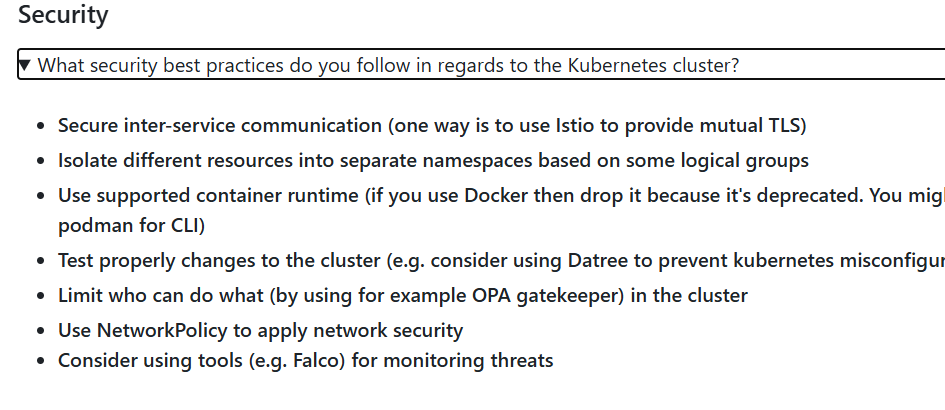 Security
▼ What security best practices do you follow in regards to the Kubernetes cluster?
• Secure inter-service communication (one way is to use Istio to provide mutual TLS)
• Isolate different resources into separate namespaces based on some logical groups
• Use supported container runtime (if you use Docker then drop it because it's deprecated. You
podman for CLI)
• Test properly changes to the cluster (e.g. consider using Datree to prevent kubernetes
• Limit who can do what (by using for example OPA gatekeeper) in the cluster
• Use NetworkPolicy to apply network security
• Consider using tools (e.g. Falco) for monitoring threats